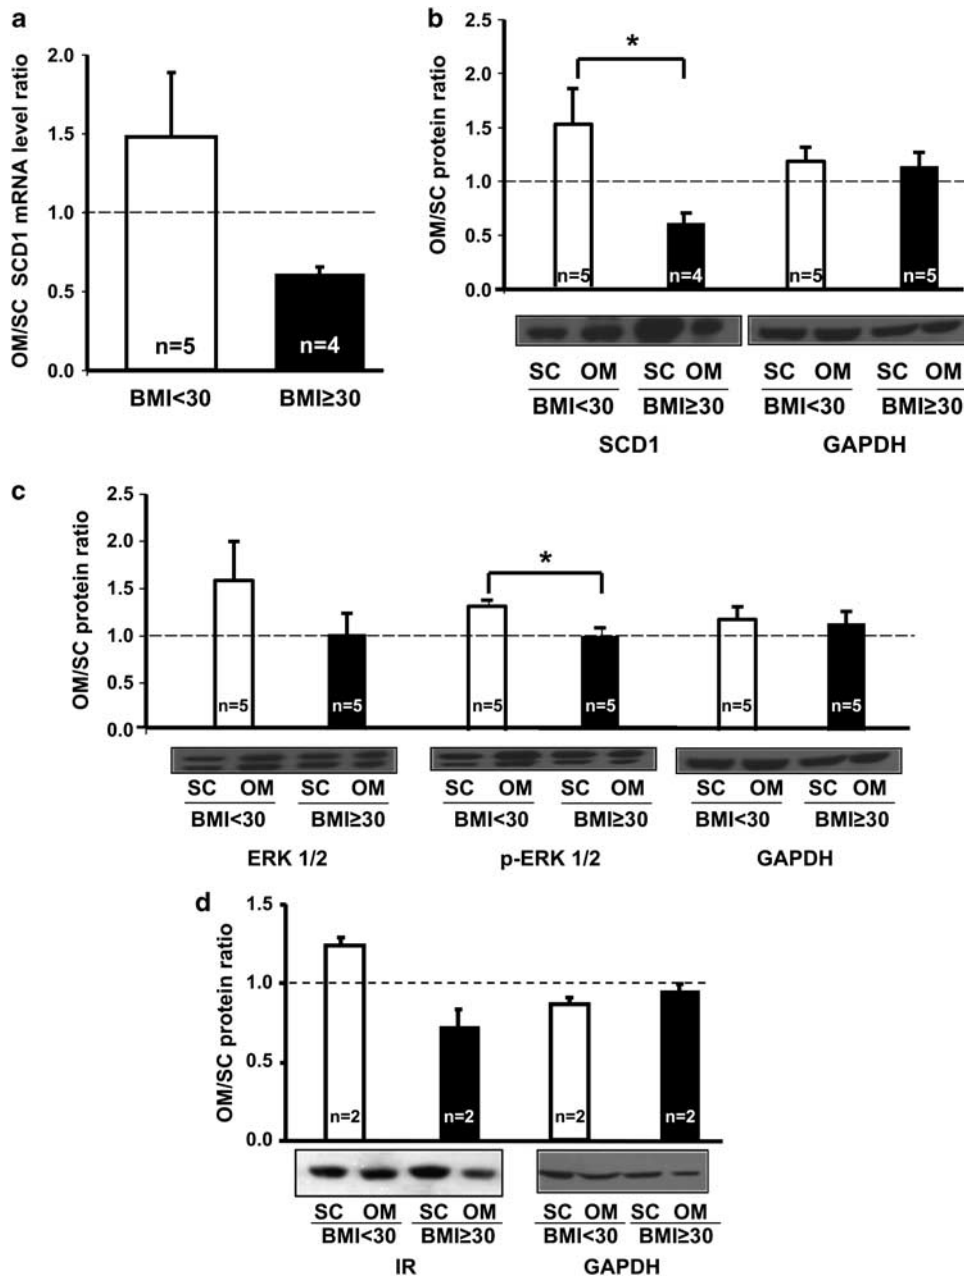 a
OM/SC SCD1 mRNA level ratio
2.0
1.5
1.0
0.5
0.0
n=5
n=4
BMI<30
BMI≥30
b
OM/SC protein ratio
2.5
2.0
1.5
1.0
0.5
0.0
*
n=5
n=4
n=5
n=5
SC OM SC OM SC OM SC OM
BMI<30 BMI≥30 BMI<30 BMI≥30
SCD1 GAPDH
c
OM/SC protein ratio
2.5
2.0
1.5
1.0
0.5
0.0
*
n=5
n=5
n=5
n=5
n=5
n=5
SC OM SC OM SC OM SC OM SC OM SC OM
BMI<30 BMI≥30 BMI<30 BMI≥30 BMI<30 BMI≥30
ERK 1/2 p-ERK 1/2 GAPDH
d
OM/SC protein ratio
1.5
1.0
0.5
0.0
n=2
n=2
n=2
n=2
SC OM SC OM SC OM SC OM
BMI<30 BMI≥30 BMI<30 BMI≥30
IR GAPDH